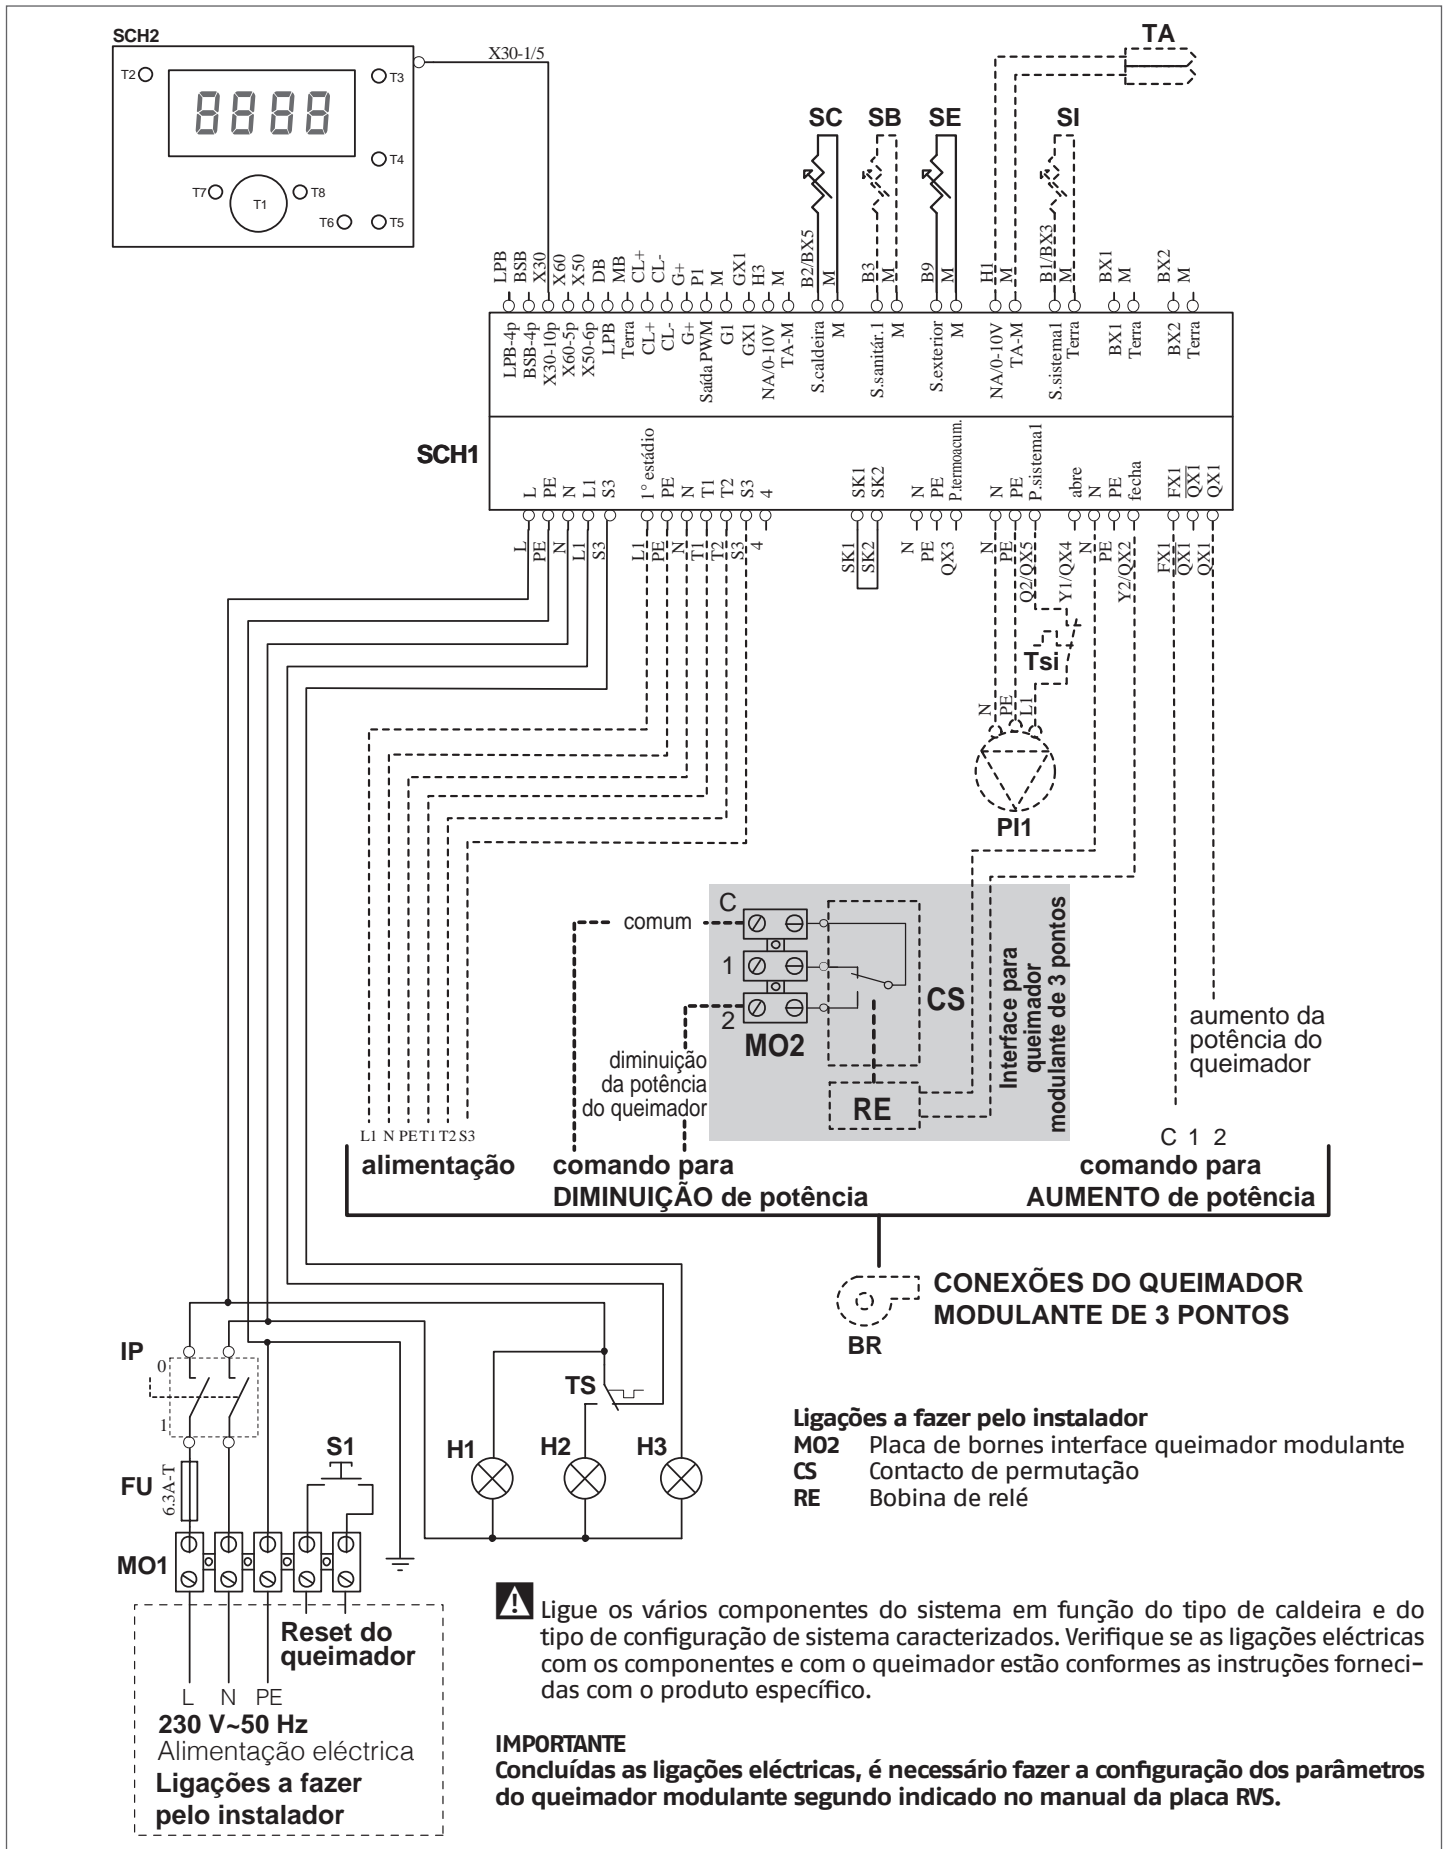 SCH2
X30-1/5
T2
T3
T4
T7
T1
T8
T6
T5
TA
SC
SB
SE
SI
LPB
BSB
X30
X60
X50
DB
MB
CL+
CL-
G+
P1
M
GX1
H3
M
B2/BX5
M
B3
M
B9
M
H1
M
B1/BX3
M
BX1
M
BX2
M
LPB-4p
BSB-4p
X30-10p
X60-5p
X50-6p
LPB
Terra
CL+
CL-
G+
Saída PWM
G1
GX1
NA/0-10V
TA-M
S.caldeira
M
S.sanitár.1
M
S.exterior
M
NA/0-10V
TA-M
S.sistema1
Terra
BX1
Terra
BX2
Terra
SCH1
L
PE
N
L1
S3
1° estádio
PE
N
T1
T2
S3
4
SK1
SK2
N
PE
P.termoacum.
N
PE
P.sistema1
abre
N
PE
fecha
FX1
QX1
QX1
L
PE
N
L1
S3
L1
PE
N
T1
T2
S3
4
SK1
SK2
N
PE
QX3
N
PE
Q2/QX5
Y1/QX4
N
PE
Y2/QX2
FX1
QX1
QX1
Tsi
N
PE
L1
PI1
C
comum
1
2
MO2
CS
RE
Interface para
queimador
modulante de 3 pontos
diminuição
da potência
do queimador
aumento da
potência do
queimador
L1 N PE T1 T2 S3
C 1 2
alimentação
comando para
DIMINUIÇÃO de potência
comando para
AUMENTO de potência
CONEXÕES DO QUEIMADOR
MODULANTE DE 3 PONTOS
BR
IP
0
1
TS
H1
H2
H3
S1
FU
6.3A-T
MO1
Reset do
queimador
L N PE
230 V~50 Hz
Alimentação eléctrica
Ligações a fazer
pelo instalador
Ligações a fazer pelo instalador
MO2 Placa de bornes interface queimador modulante
CS Contacto de permutação
RE Bobina de relé
Ligue os vários componentes do sistema em função do tipo de caldeira e do
tipo de configuração de sistema caracterizados. Verifique se as ligações eléctricas
com os componentes e com o queimador estão conformes as instruções forneci-
das com o produto específico.
IMPORTANTE
Concluídas as ligações eléctricas, é necessário fazer a configuração dos parâmetros
do queimador modulante segundo indicado no manual da placa RVS.